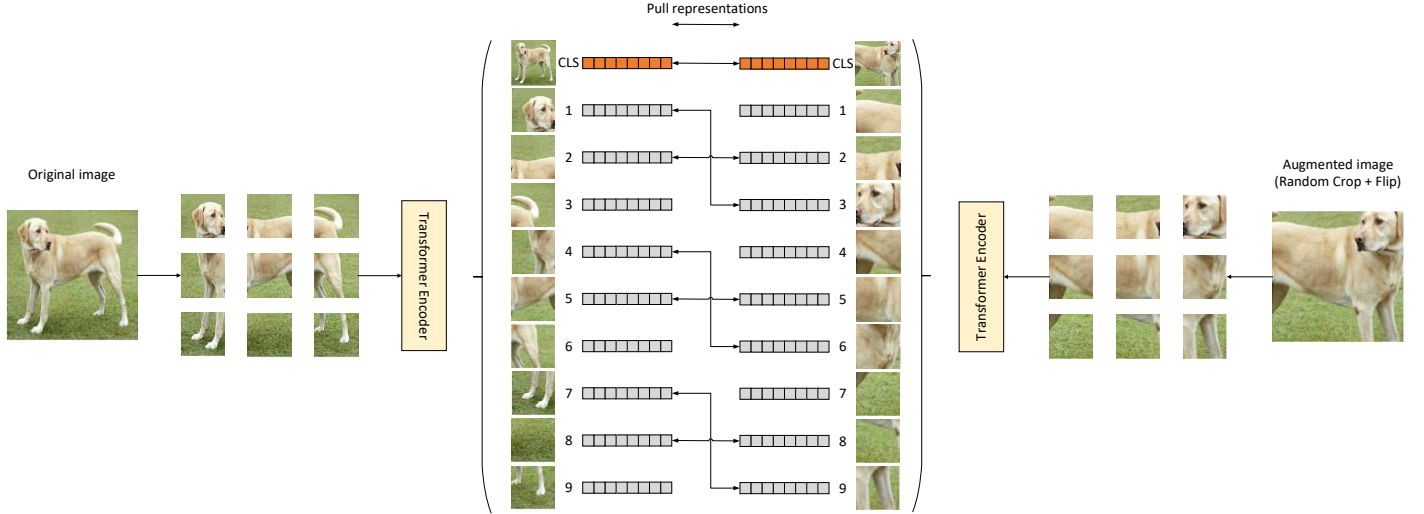 Pull representations
CLS
CLS
1
1
2
2
Original image
Augmented image
(Random Crop + Flip)
3
3
Transformer Encoder
Transformer Encoder
4
4
5
5
6
6
7
7
8
8
9
9